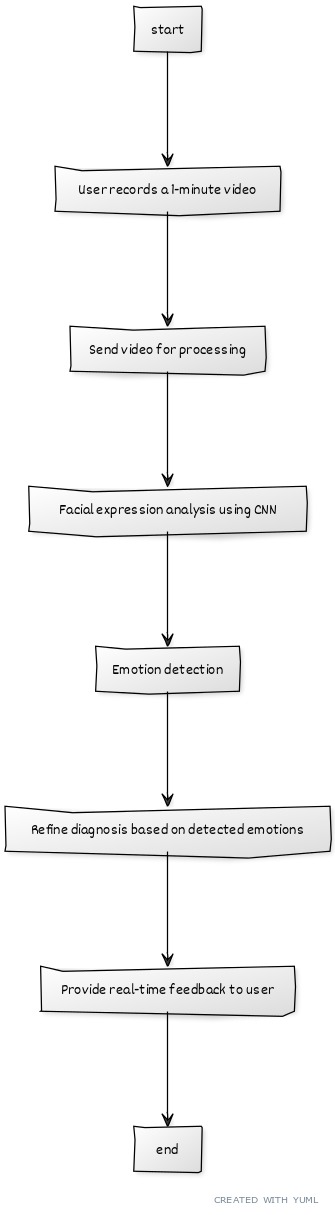 start
User records a 1-minute video
Send video for processing
Facial expression analysis using CNN
Emotion detection
Refine diagnosis based on detected emotions
Provide real-time feedback to user
end
CREATED WITH YUML